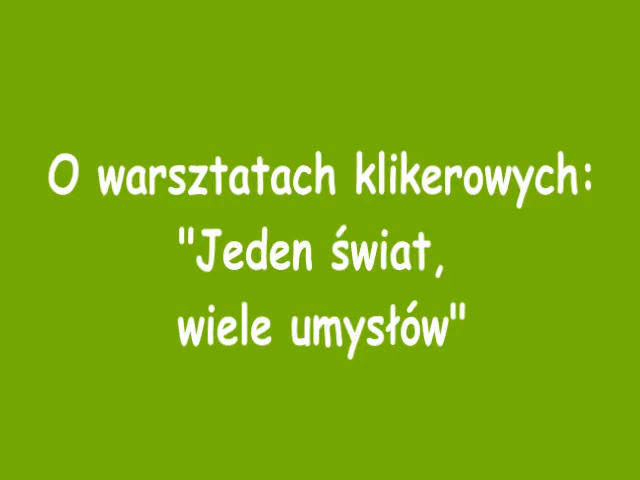 O warsztatach klikerowych:
"Jeden świat,
wiele umysłów"